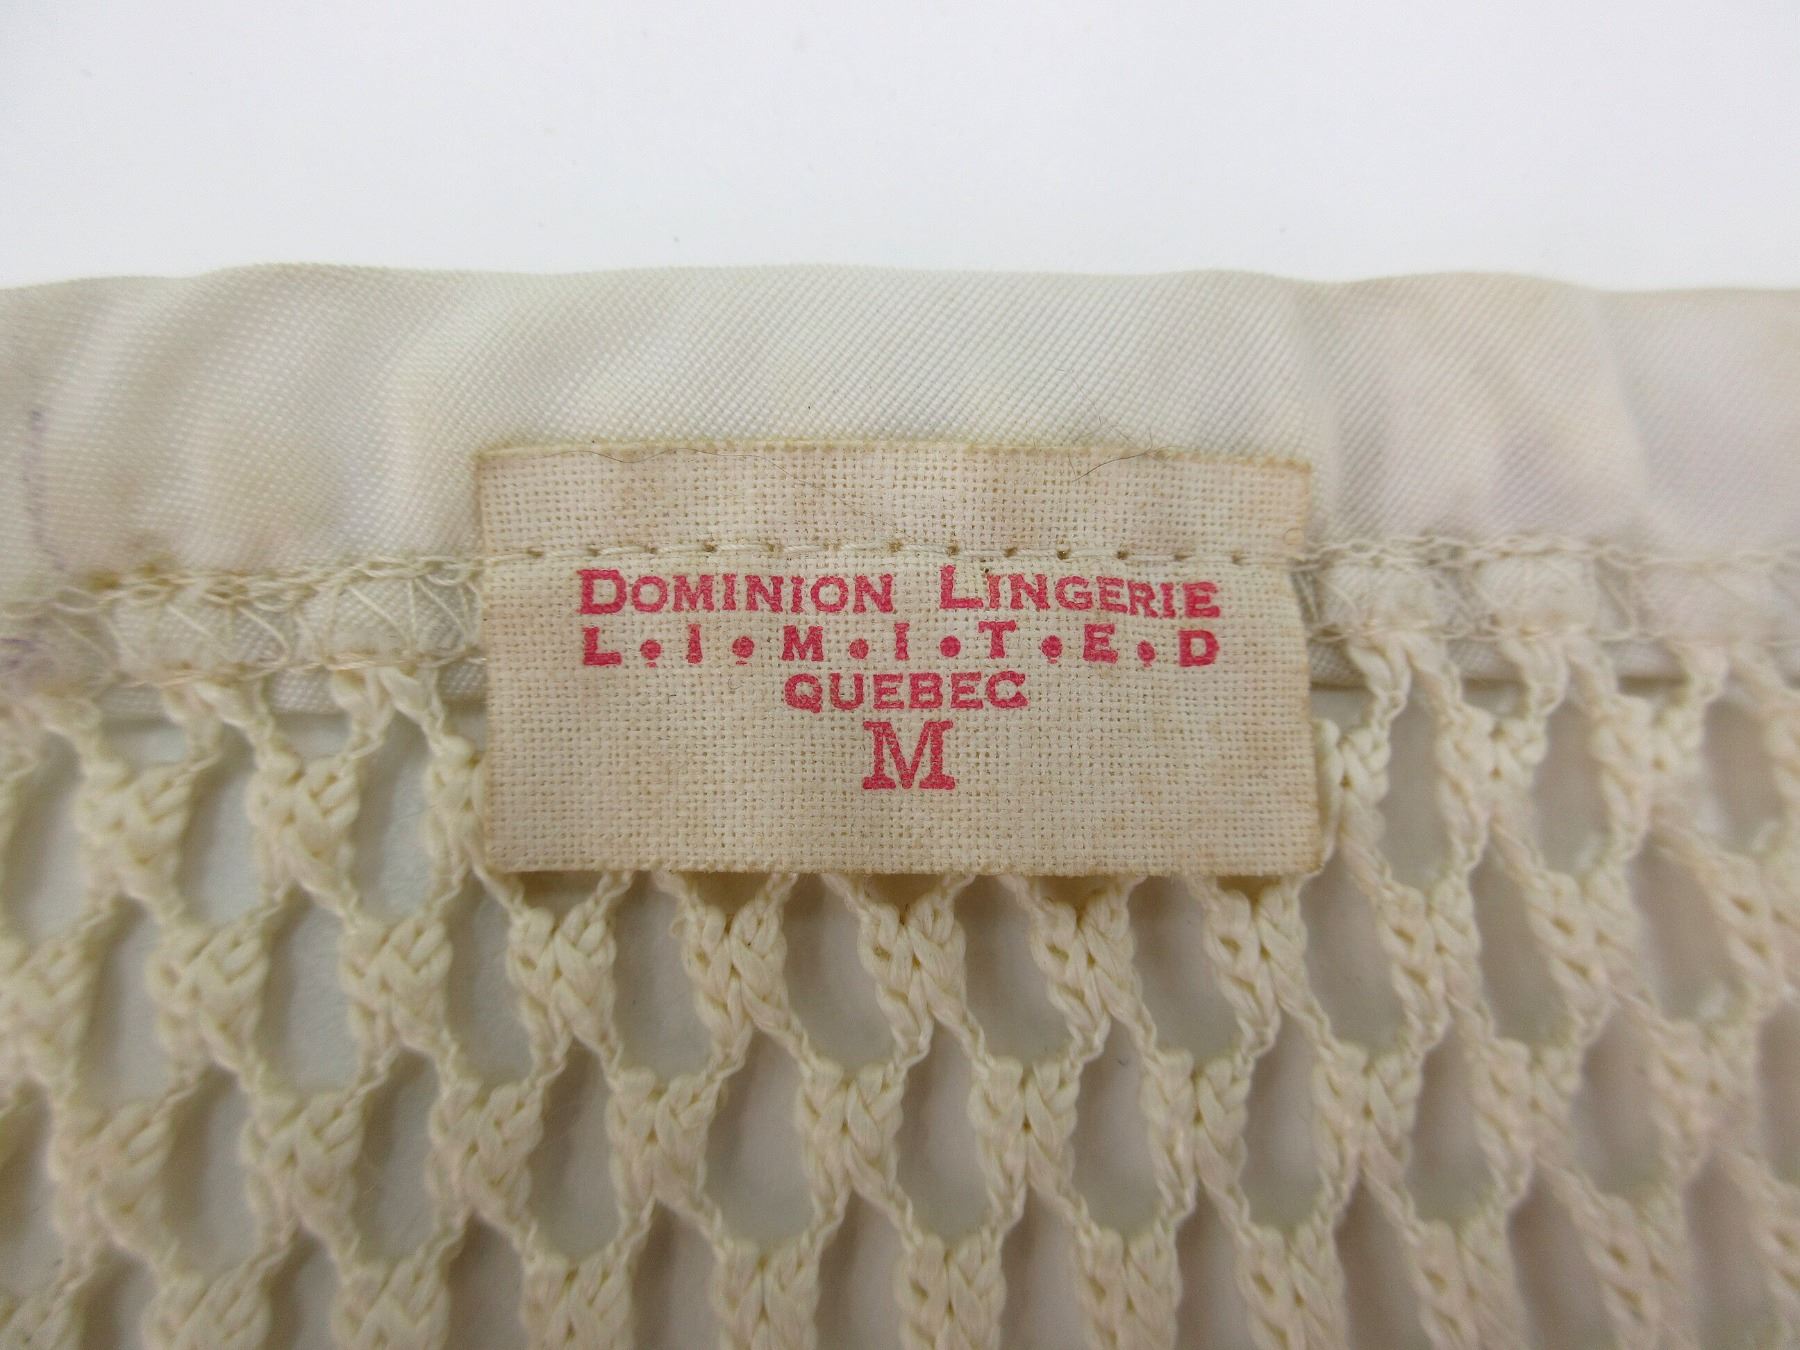 DOMINION LINGERIE
L•I•M•I•T•E•D
QUEBEC
M